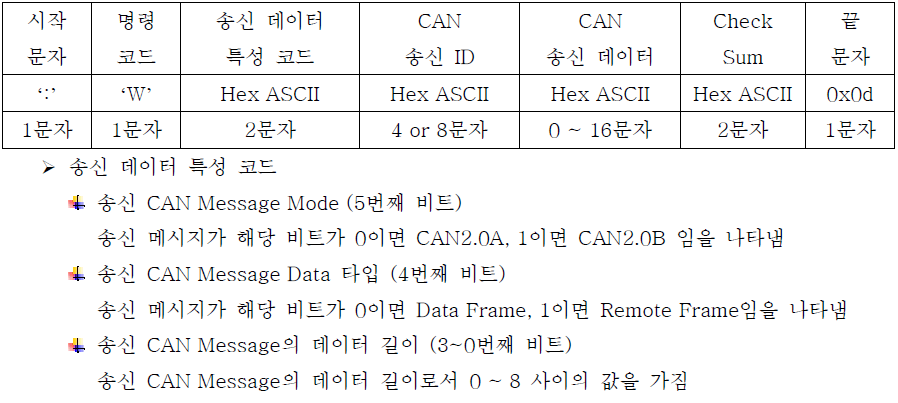 시작 명령 송신 데이터 CAN CAN Check 끝
문자 코드 특성 코드 송신 ID 송신 데이터 Sum 문자
‘:’ ‘W’ Hex ASCII Hex ASCII Hex ASCII Hex ASCII 0x0d
1문자 1문자 2문자 4 or 8문자 0 ~ 16문자 2문자 1문자
송신 데이터 특성 코드
송신 CAN Message Mode (5번째 비트)
송신 메시지가 해당 비트가 0이면 CAN2.0A, 1이면 CAN2.0B 임을 나타냄
송신 CAN Message Data 타입 (4번째 비트)
송신 메시지가 해당 비트가 0이면 Data Frame, 1이면 Remote Frame임을 나타냄
송신 CAN Message의 데이터 길이 (3~0번째 비트)
송신 CAN Message의 데이터 길이로서 0 ~ 8 사이의 값을 가짐